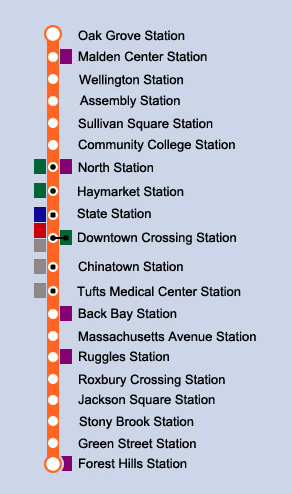 Oak Grove Station
Malden Center Station
Wellington Station
Assembly Station
Sullivan Square Station
Community College Station
North Station
Haymarket Station
State Station
Downtown Crossing Station
Chinatown Station
Tufts Medical Center Station
Back Bay Station
Massachusetts Avenue Station
Ruggles Station
Roxbury Crossing Station
Jackson Square Station
Stony Brook Station
Green Street Station
Forest Hills Station